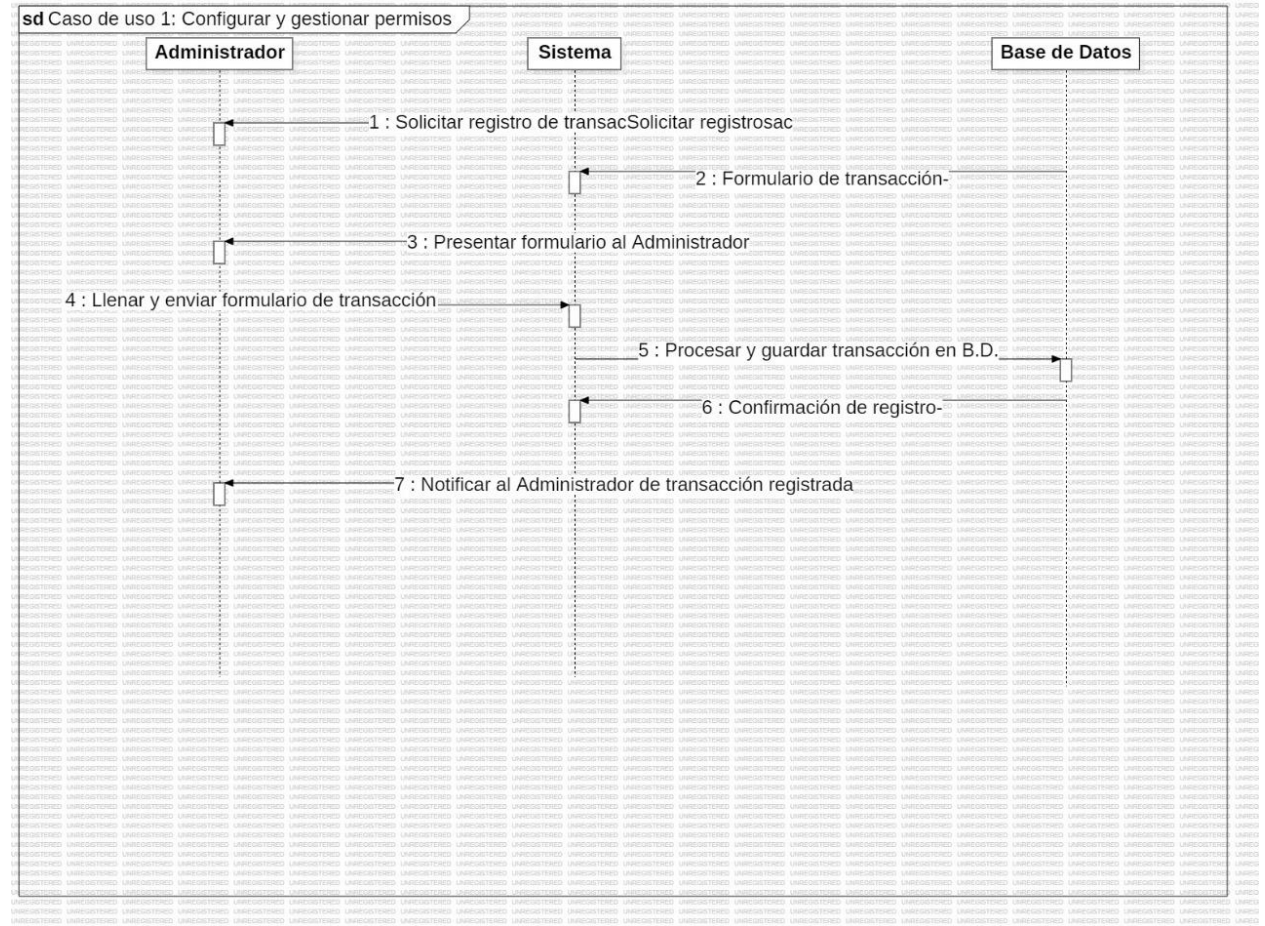 sd Caso de uso 1: Configurar y gestionar permisos
Administrador
Sistema
Base de Datos
1 : Solicitar registro de transacSolicitar registrosac
2 : Formulario de transacción-
3 : Presentar formulario al Administrador
4 : Llenar y enviar formulario de transacción
5 : Procesar y guardar transacción en B.D.
6 : Confirmación de registro-
7 : Notificar al Administrador de transacción registrada
UNREGISTERED